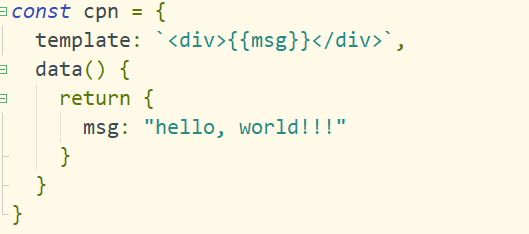 const cpn = {
  template: `<div>{{msg}}</div>`,
  data() {
    return {
      msg: "hello, world!!!"
    }
  }
}